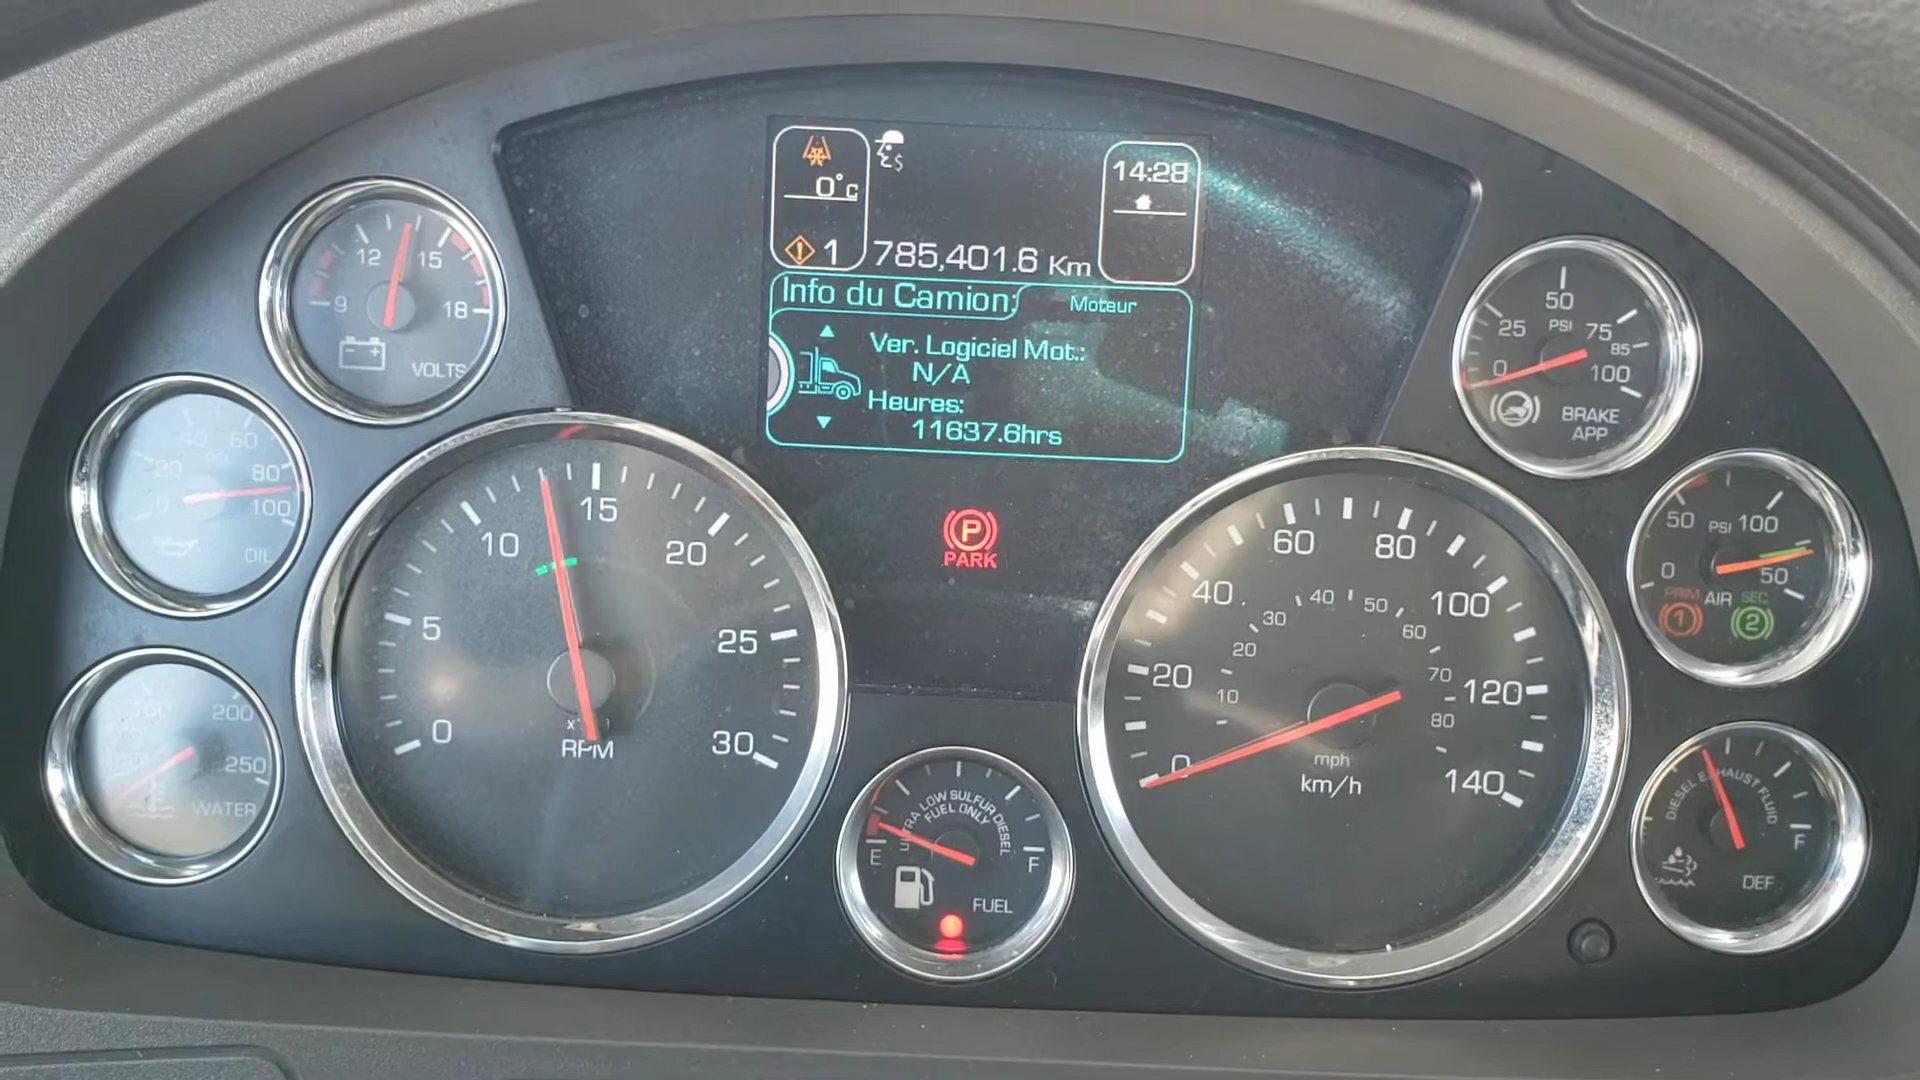 0°c
14:28
1
785,401.6 Km
Info du Camion:
Moteur
Ver. Logiciel Mot.:
N/A
Heures:
11637.6hrs
9
12
15
18
VOLTS
0
20
40
60
80
100
PSI
OIL
200
250
WATER
0
5
10
15
20
25
30
RPM
P
PARK
E
F
ULTRA LOW SULFUR DIESEL
FUEL ONLY
FUEL
0
20
40
60
80
100
120
140
10
20
30
40
50
60
70
80
mph
km/h
0
25
50
75
85
100
PSI
BRAKE
APP
0
50
PSI
100
50
PRIM
AIR
SEC
1
2
DIESEL EXHAUST FLUID
F
DEF